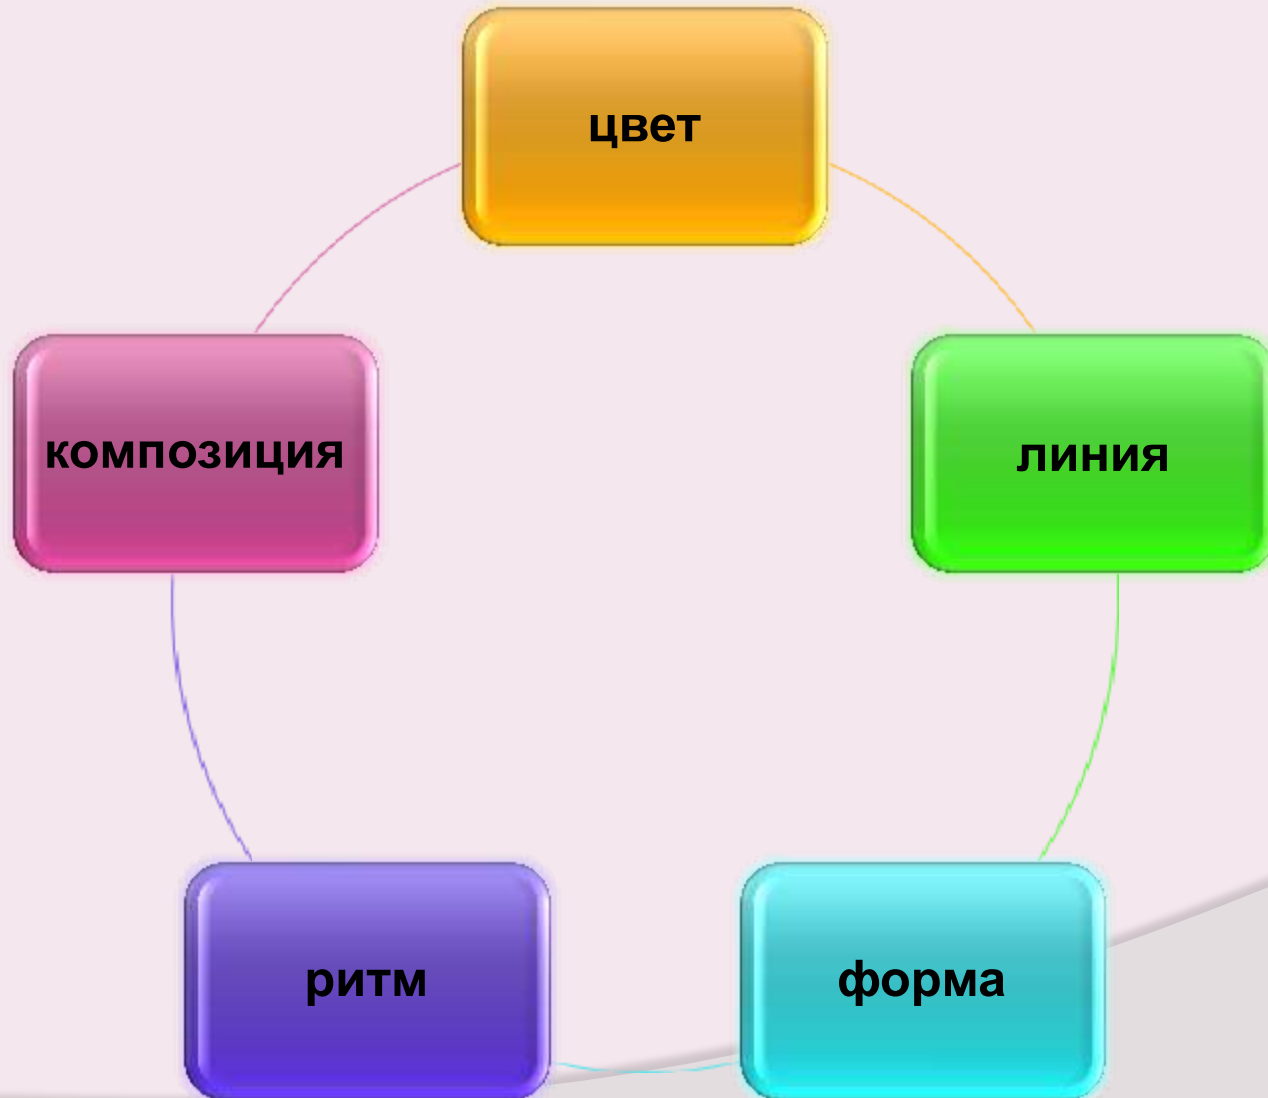 цвет
линия
форма
ритм
композиция